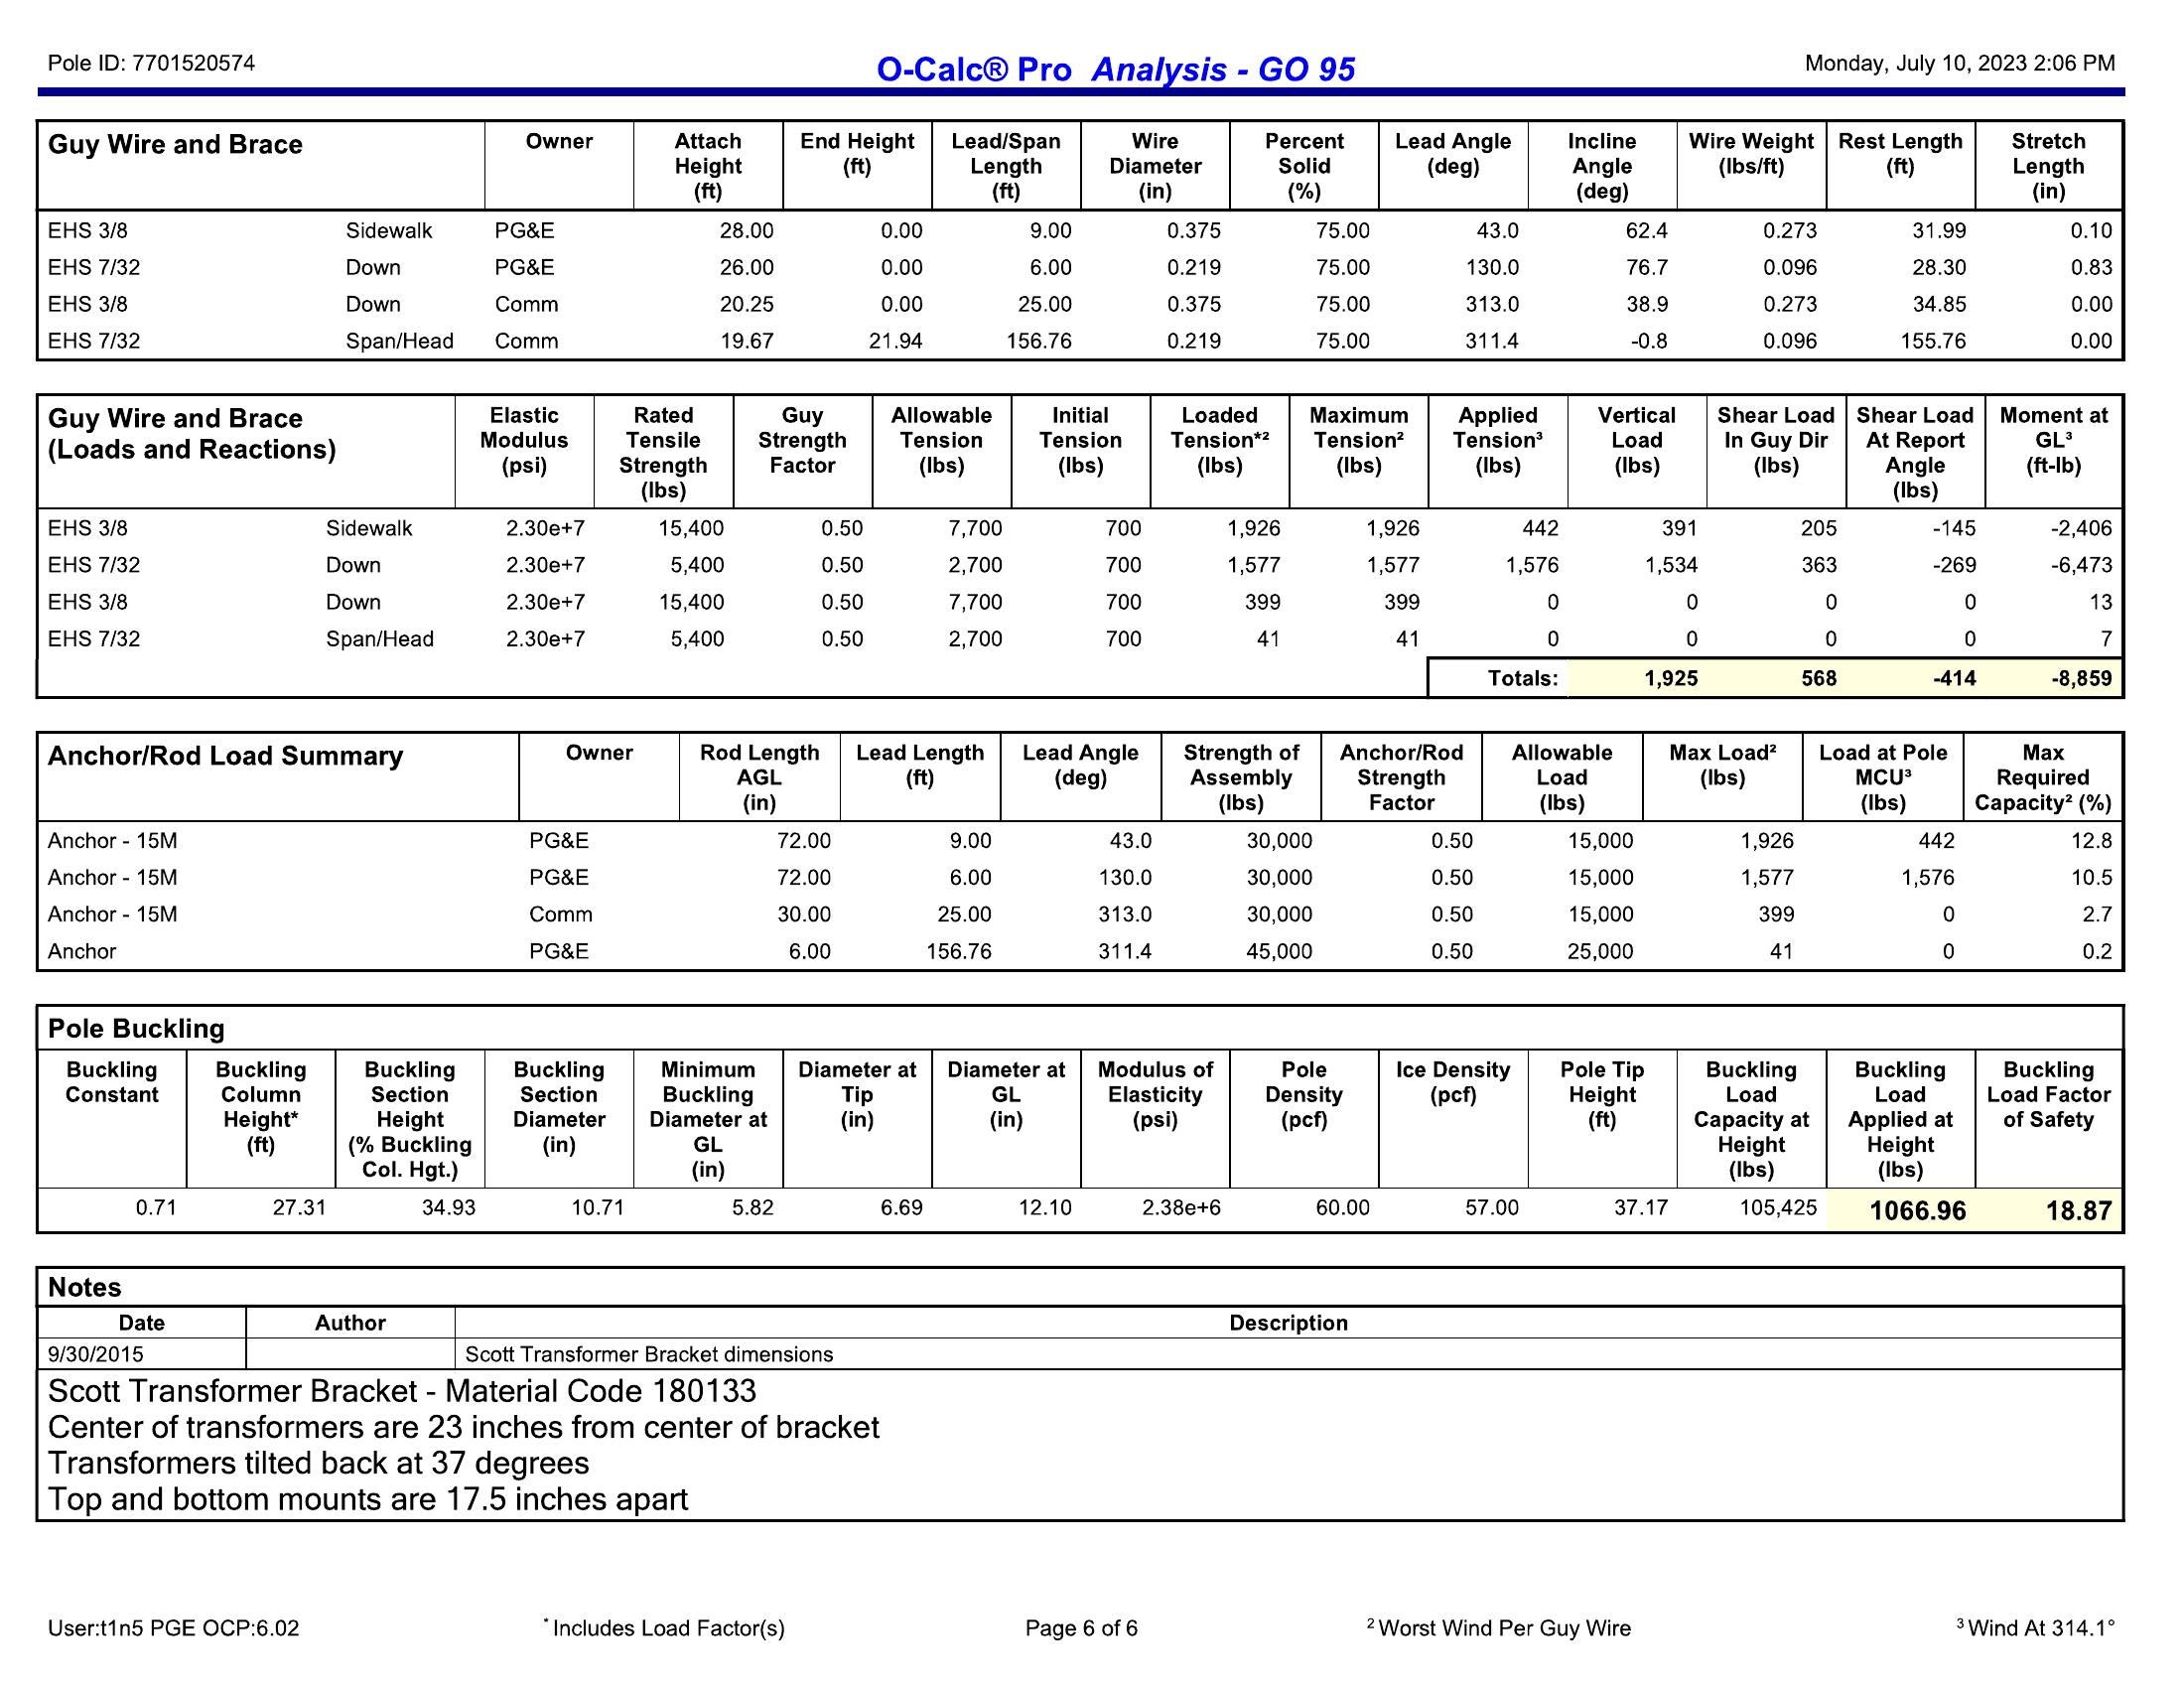 Pole ID: 7701520574 O-Calc® Pro Analysis - GO 95 Monday, July 10, 2023 2:06 PM
Guy Wire and Brace Owner Attach Height (ft) End Height (ft) Lead/Span Length (ft) Wire Diameter (in) Percent Solid (%) Lead Angle (deg) Incline Angle (deg) Wire Weight (lbs/ft) Rest Length (ft) Stretch Length (in)
EHS 3/8 Sidewalk PG&E 28.00 0.00 9.00 0.375 75.00 43.0 62.4 0.273 31.99 0.10
EHS 7/32 Down PG&E 26.00 0.00 6.00 0.219 75.00 130.0 76.7 0.096 28.30 0.83
EHS 3/8 Down Comm 20.25 0.00 25.00 0.375 75.00 313.0 38.9 0.273 34.85 0.00
EHS 7/32 Span/Head Comm 19.67 21.94 156.76 0.219 75.00 311.4 -0.8 0.096 155.76 0.00
Guy Wire and Brace (Loads and Reactions) Elastic Modulus (psi) Rated Tensile Strength (lbs) Guy Strength Factor Allowable Tension (lbs) Initial Tension (lbs) Loaded Tension*² (lbs) Maximum Tension² (lbs) Applied Tension³ (lbs) Vertical Load (lbs) Shear Load In Guy Dir (lbs) Shear Load At Report Angle (lbs) Moment at GL³ (ft-lb)
EHS 3/8 Sidewalk 2.30e+7 15,400 0.50 7,700 700 1,926 1,926 442 391 205 -145 -2,406
EHS 7/32 Down 2.30e+7 5,400 0.50 2,700 700 1,577 1,577 1,576 1,534 363 -269 -6,473
EHS 3/8 Down 2.30e+7 15,400 0.50 7,700 700 399 399 0 0 0 0 13
EHS 7/32 Span/Head 2.30e+7 5,400 0.50 2,700 700 41 41 0 0 0 0 7
Totals: 1,925 568 -414 -8,859
Anchor/Rod Load Summary Owner Rod Length AGL (in) Lead Length (ft) Lead Angle (deg) Strength of Assembly (lbs) Anchor/Rod Strength Factor Allowable Load (lbs) Max Load² (lbs) Load at Pole MCU³ (lbs) Max Required Capacity² (%)
Anchor - 15M PG&E 72.00 9.00 43.0 30,000 0.50 15,000 1,926 442 12.8
Anchor - 15M PG&E 72.00 6.00 130.0 30,000 0.50 15,000 1,577 1,576 10.5
Anchor - 15M Comm 30.00 25.00 313.0 30,000 0.50 15,000 399 0 2.7
Anchor PG&E 6.00 156.76 311.4 45,000 0.50 25,000 41 0 0.2
Pole Buckling
Buckling Constant Buckling Column Height* (ft) Buckling Section Height (% Buckling Col. Hgt.) Buckling Section Diameter (in) Minimum Buckling Diameter at GL (in) Diameter at Tip (in) Diameter at GL (in) Modulus of Elasticity (psi) Pole Density (pcf) Ice Density (pcf) Pole Tip Height (ft) Buckling Load Capacity at Height (lbs) Buckling Load Applied at Height (lbs) Buckling Load Factor of Safety
0.71 27.31 34.93 10.71 5.82 6.69 12.10 2.38e+6 60.00 57.00 37.17 105,425 1066.96 18.87
Notes
Date Author Description
9/30/2015 Scott Transformer Bracket dimensions
Scott Transformer Bracket - Material Code 180133
Center of transformers are 23 inches from center of bracket
Transformers tilted back at 37 degrees
Top and bottom mounts are 17.5 inches apart
User:t1n5 PGE OCP:6.02 * Includes Load Factor(s) Page 6 of 6 ² Worst Wind Per Guy Wire ³ Wind At 314.1°